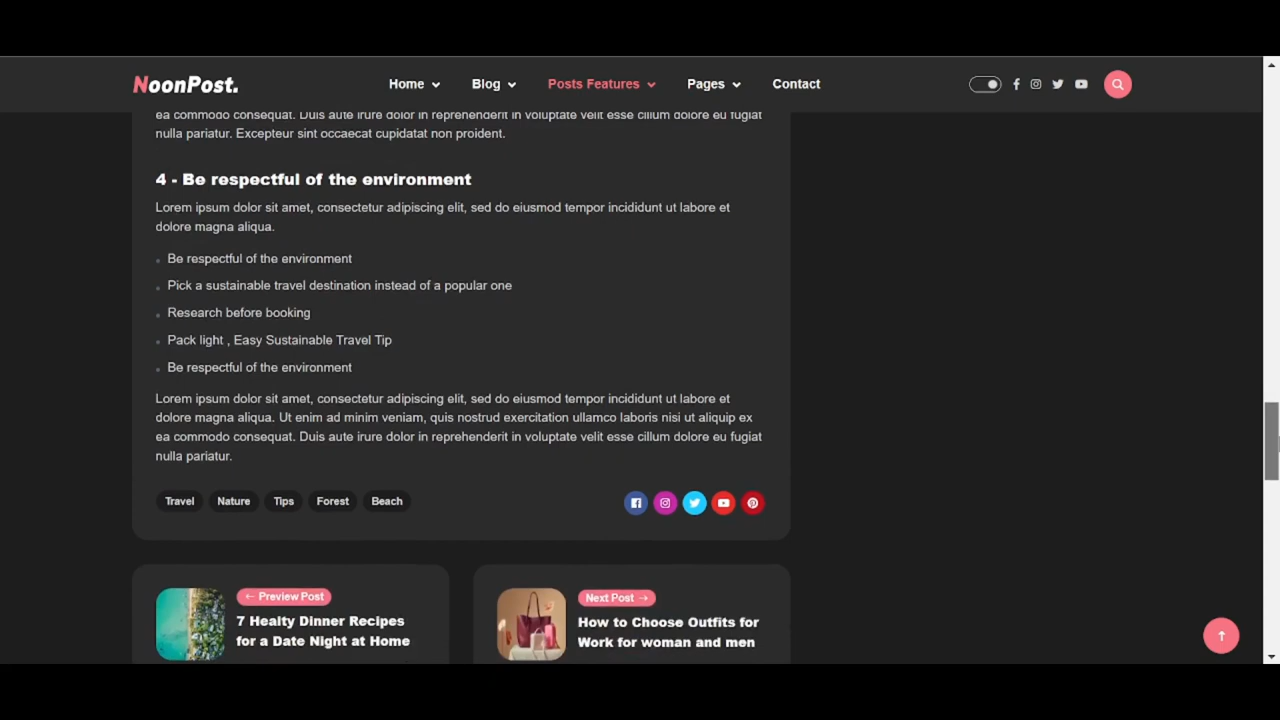 NoonPost.
Home Blog Posts Features Pages Contact
ea commodo consequat. Duis aute irure dolor in reprehenderit in voluptate velit esse cillum dolore eu fugiat
nulla pariatur. Excepteur sint occaecat cupidatat non proident.
4 - Be respectful of the environment
Lorem ipsum dolor sit amet, consectetur adipiscing elit, sed do eiusmod tempor incididunt ut labore et
dolore magna aliqua.
Be respectful of the environment
Pick a sustainable travel destination instead of a popular one
Research before booking
Pack light , Easy Sustainable Travel Tip
Be respectful of the environment
Lorem ipsum dolor sit amet, consectetur adipiscing elit, sed do eiusmod tempor incididunt ut labore et
dolore magna aliqua. Ut enim ad minim veniam, quis nostrud exercitation ullamco laboris nisi ut aliquip ex
ea commodo consequat. Duis aute irure dolor in reprehenderit in voluptate velit esse cillum dolore eu fugiat
nulla pariatur.
Travel Nature Tips Forest Beach
← Preview Post
7 Healty Dinner Recipes
for a Date Night at Home
Next Post →
How to Choose Outfits for
Work for woman and men